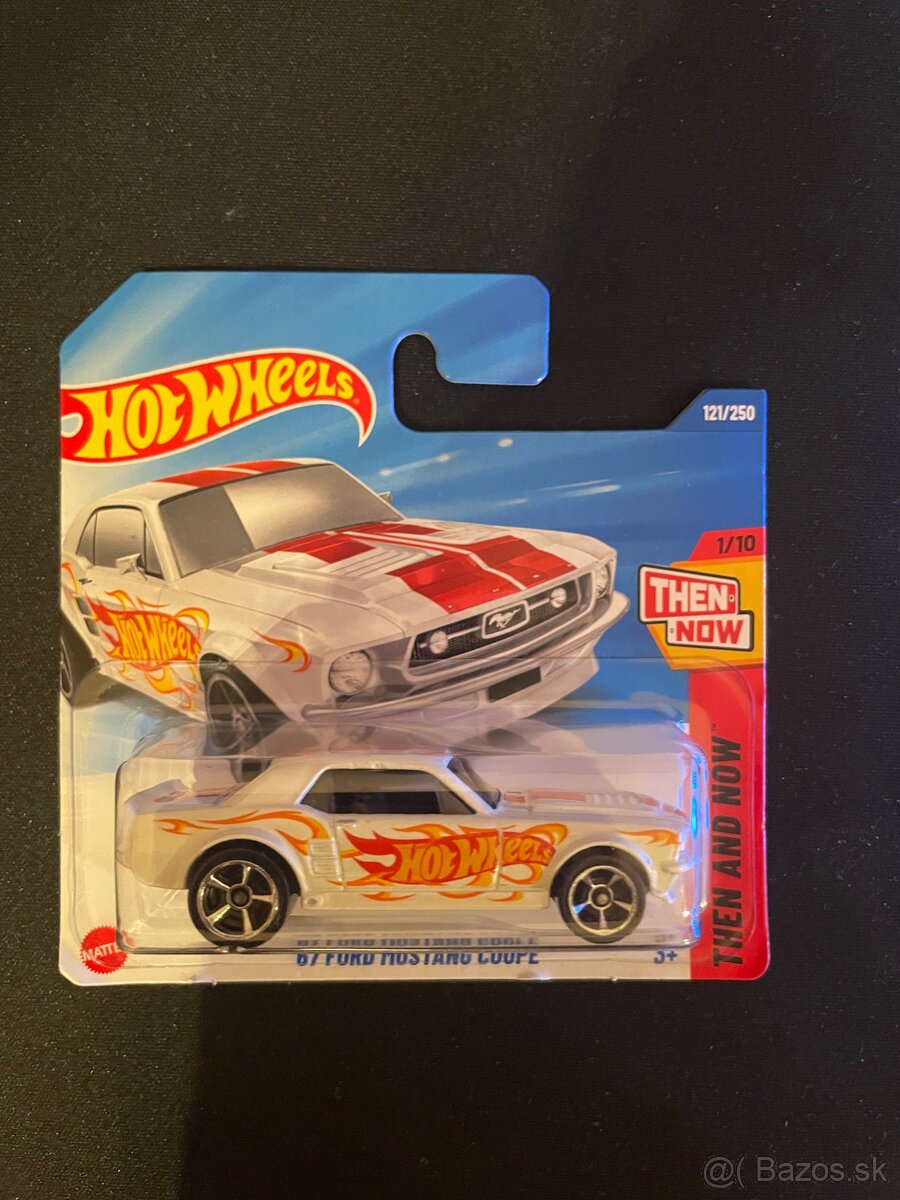 HOT WHEELS
121/250
1/10
THEN
NOW
HOT WHEELS
THEN AND NOW™
HOT WHEELS
MATTEL
67 FORD MUSTANG COUPE
3+
@( Bazos.sk